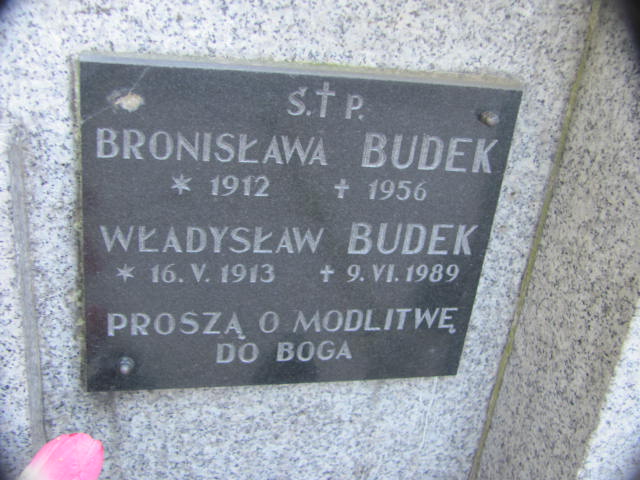 Ś. † P.
BRONISŁAWA BUDEK
* 1912 † 1956
WŁADYSŁAW BUDEK
* 16. V. 1913 † 9. VI. 1989
PROSZĄ O MODLITWĘ
DO BOGA